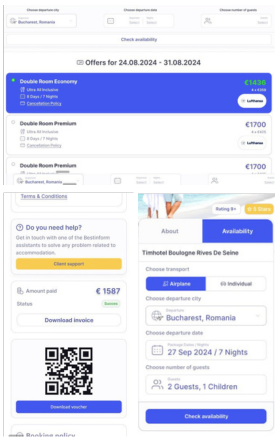 Choose departure city
Choose departure date
Choose number of guests
Bucharest, Romania
Check availability
Offers for 24.08.2024 - 31.08.2024
Double Room Economy
€1436
Ultra All Inclusive
8 Days / 7 Nights
Cancellation Policy
Lufthansa
Double Room Premium
€1700
Ultra All Inclusive
8 Days / 7 Nights
Cancellation Policy
Lufthansa
Double Room Premium
€1700
Bucharest, Romania
Terms & Conditions
Do you need help?
Get in touch with one of the BestInform
assistants to solve any problem related to
accommodation.
Client support
Amount paid
€ 1587
Status
Success
Download invoice
Download voucher
Booking policy
Rating 9+
About
Availability
Timhotel Boulogne Rives De Seine
Choose transport
Airplane
Individual
Choose departure city
Bucharest, Romania
Choose departure date
27 Sep 2024 / 7 Nights
Choose number of guests
Guests
2 Guests, 1 Children
Check availability